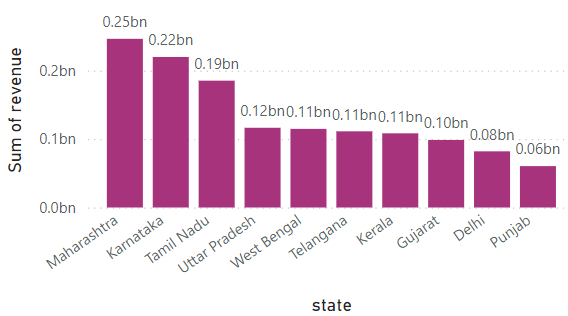 Sum of revenue
0.2bn
0.1bn
0.0bn
0.25bn
0.22bn
0.19bn
0.12bn
0.11bn
0.11bn
0.11bn
0.10bn
0.08bn
0.06bn
Maharashtra
Karnataka
Tamil Nadu
Uttar Pradesh
West Bengal
Telangana
Kerala
Gujarat
Delhi
Punjab
state